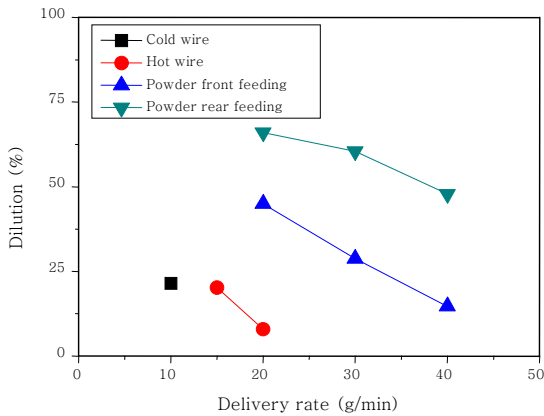 100
75
50
25
0
Dilution (%)
Cold wire
Hot wire
Powder front feeding
Powder rear feeding
0 10 20 30 40 50
Delivery rate (g/min)